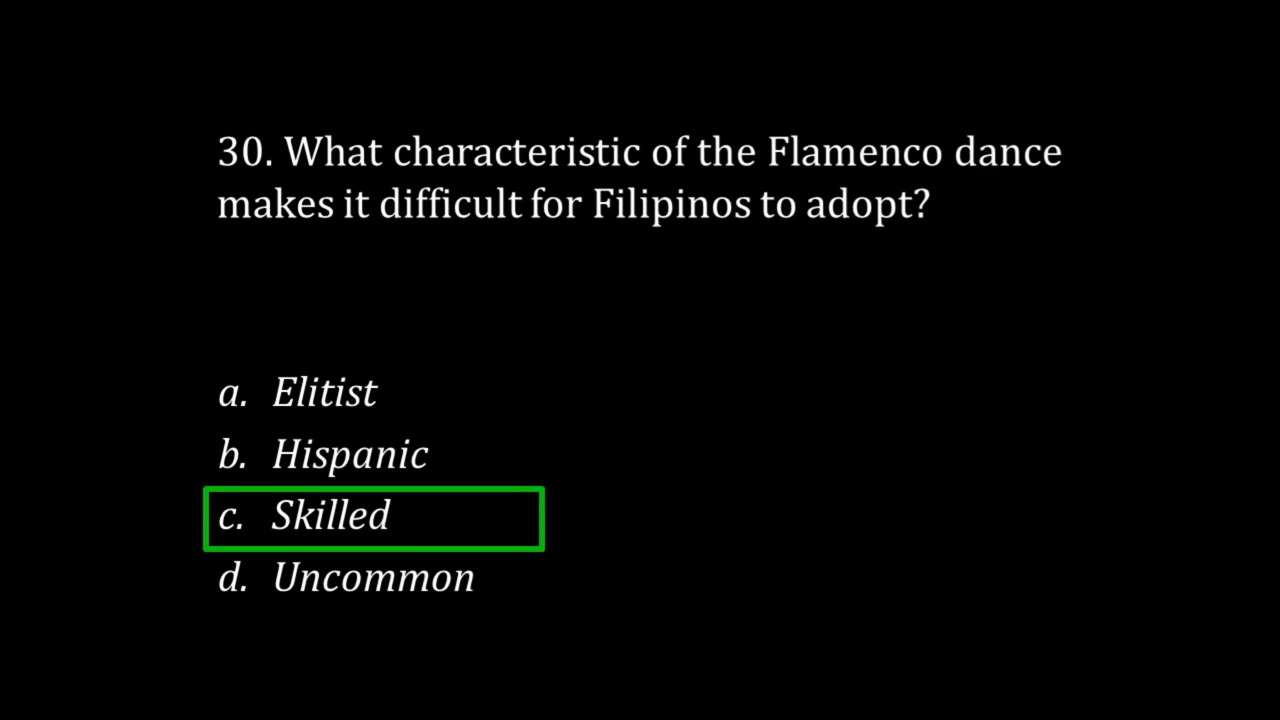 30. What characteristic of the Flamenco dance
makes it difficult for Filipinos to adopt?
a. Elitist
b. Hispanic
c. Skilled
d. Uncommon